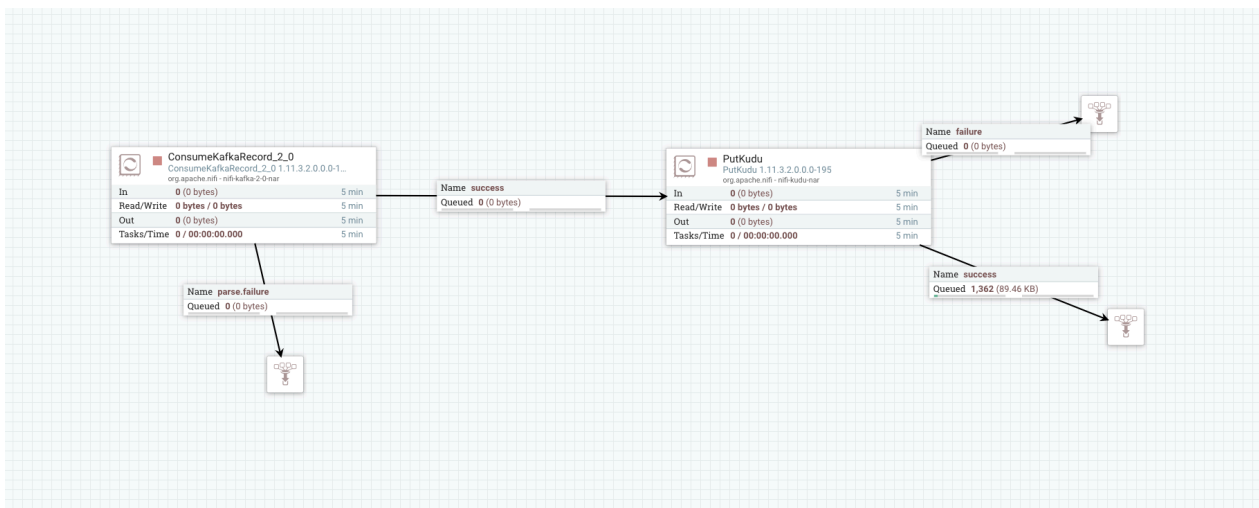 ConsumeKafkaRecord_2_0
ConsumeKafkaRecord_2_0 1.11.3.2.0.0.0-1...
org.apache.nifi - nifi-kafka-2-0-nar
In 0 (0 bytes) 5 min
Read/Write 0 bytes / 0 bytes 5 min
Out 0 (0 bytes) 5 min
Tasks/Time 0 / 00:00:00.000 5 min
Name success
Queued 0 (0 bytes)
Name parse.failure
Queued 0 (0 bytes)
PutKudu
PutKudu 1.11.3.2.0.0.0-195
org.apache.nifi - nifi-kudu-nar
In 0 (0 bytes) 5 min
Read/Write 0 bytes / 0 bytes 5 min
Out 0 (0 bytes) 5 min
Tasks/Time 0 / 00:00:00.000 5 min
Name failure
Queued 0 (0 bytes)
Name success
Queued 1,362 (89.46 KB)